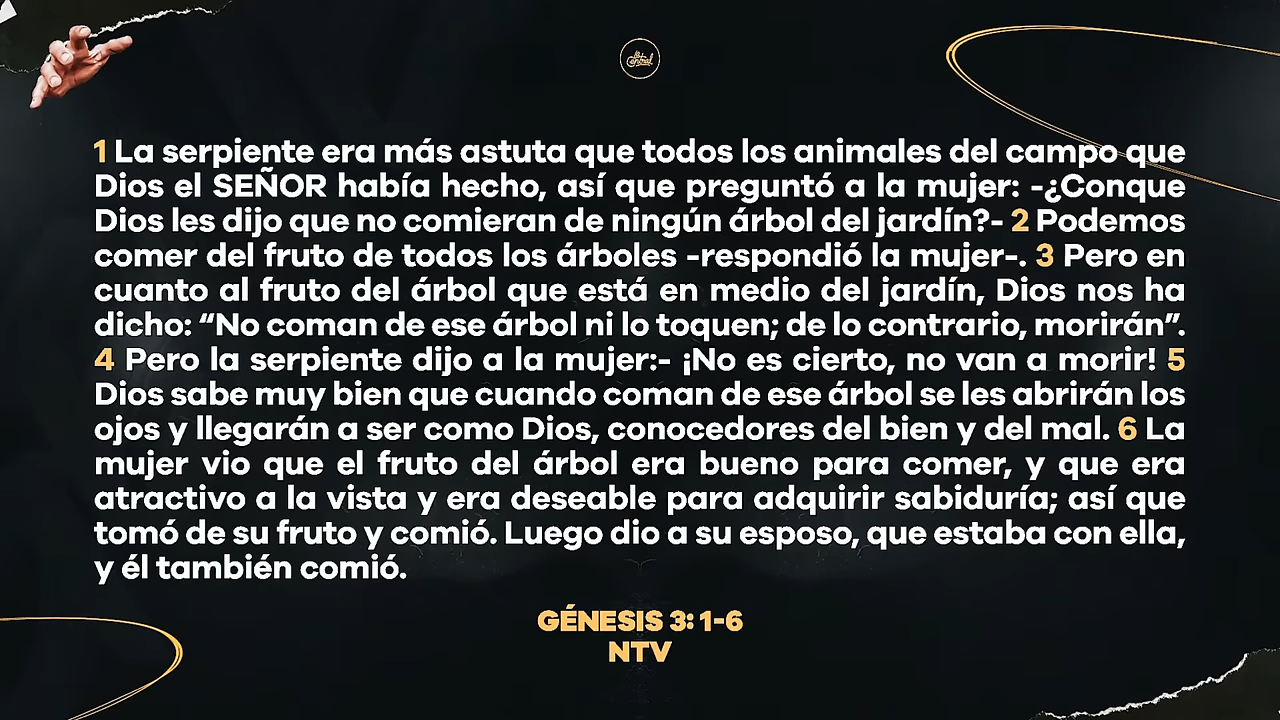 la Central
1 La serpiente era más astuta que todos los animales del campo que
Dios el SEÑOR había hecho, así que preguntó a la mujer: -¿Conque
Dios les dijo que no comieran de ningún árbol del jardín?- 2 Podemos
comer del fruto de todos los árboles -respondió la mujer-. 3 Pero en
cuanto al fruto del árbol que está en medio del jardín, Dios nos ha
dicho: “No coman de ese árbol ni lo toquen; de lo contrario, morirán”.
4 Pero la serpiente dijo a la mujer:- ¡No es cierto, no van a morir! 5
Dios sabe muy bien que cuando coman de ese árbol se les abrirán los
ojos y llegarán a ser como Dios, conocedores del bien y del mal. 6 La
mujer vio que el fruto del árbol era bueno para comer, y que era
atractivo a la vista y era deseable para adquirir sabiduría; así que
tomó de su fruto y comió. Luego dio a su esposo, que estaba con ella,
y él también comió.
GÉNESIS 3: 1-6
NTV